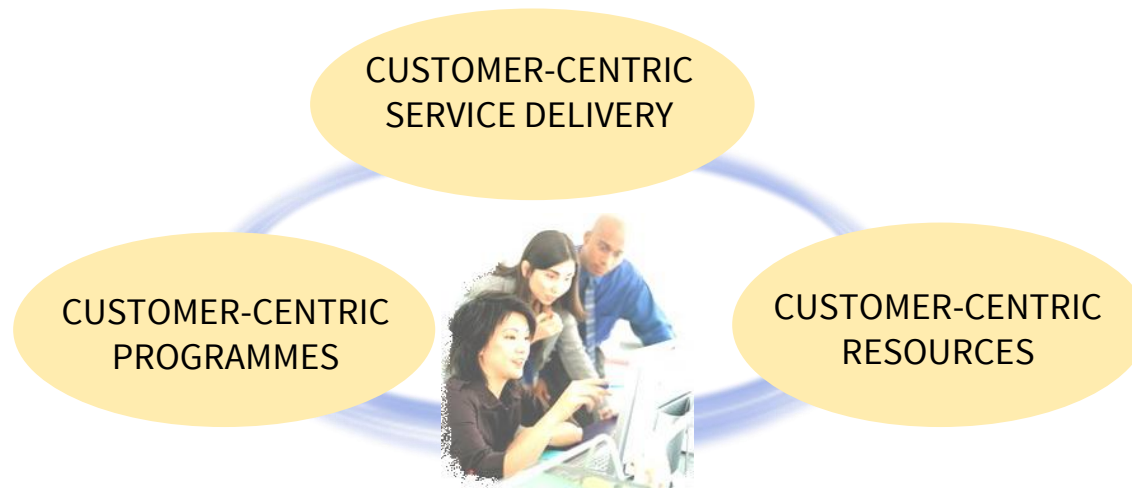 CUSTOMER-CENTRIC
SERVICE DELIVERY
CUSTOMER-CENTRIC
PROGRAMMES
CUSTOMER-CENTRIC
RESOURCES